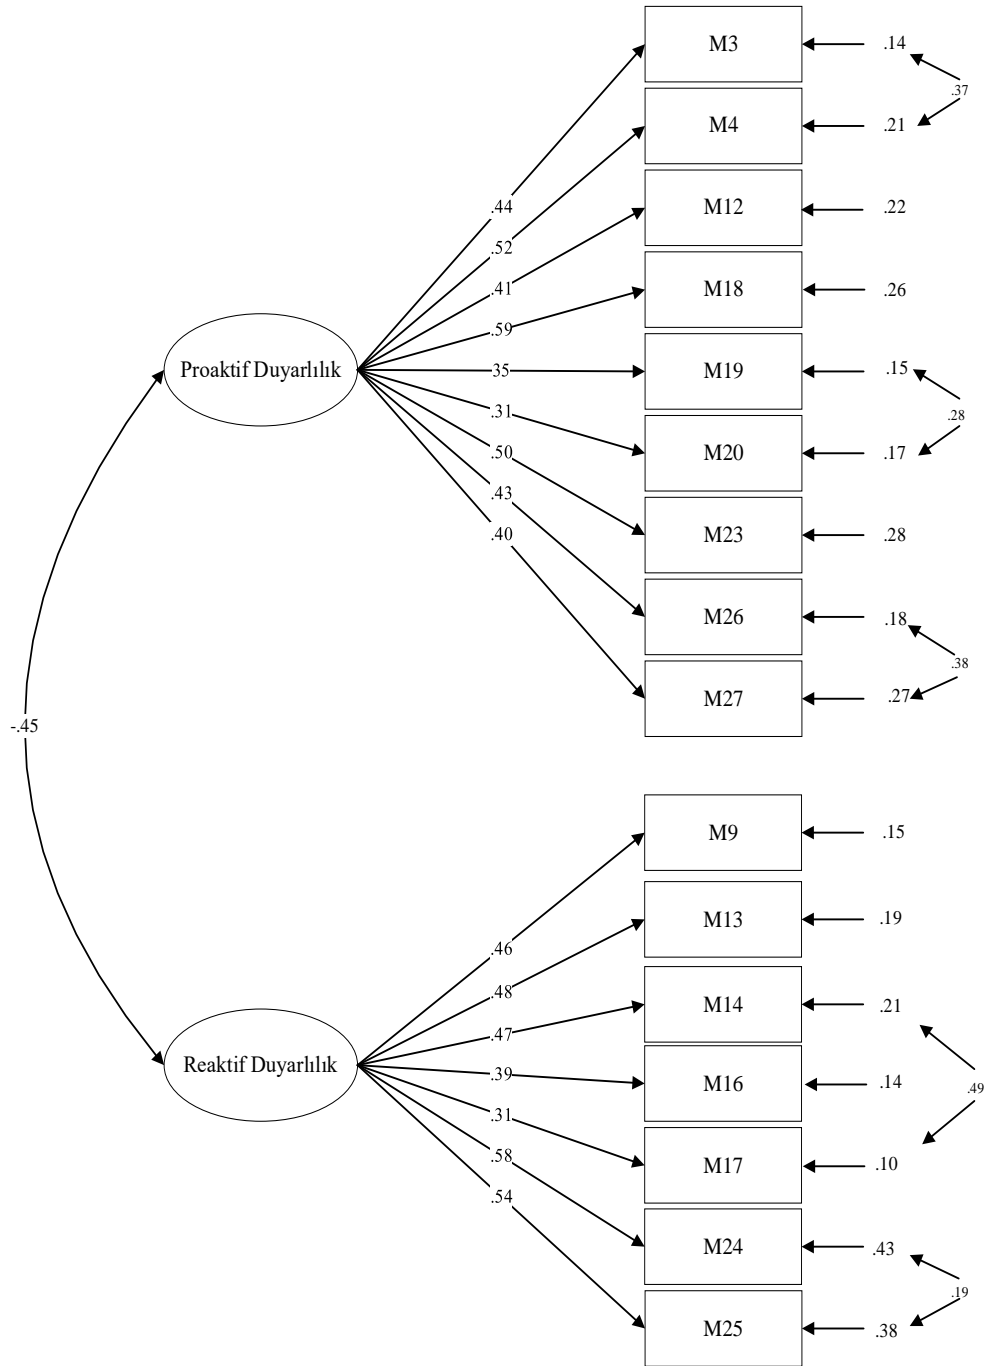 M3
.14
.37
M4
.21
.44
M12
.22
.52
.41
M18
.26
.59
Proaktif Duyarlılık
35
M19
.15
.31
.28
.50
M20
.17
.43
.40
M23
.28
M26
.18
.38
M27
.27
-.45
M9
.15
M13
.19
.46
.48
M14
.21
.47
Reaktif Duyarlılık
.39
M16
.14
.49
.31
.58
M17
.10
.54
M24
.43
.19
M25
.38